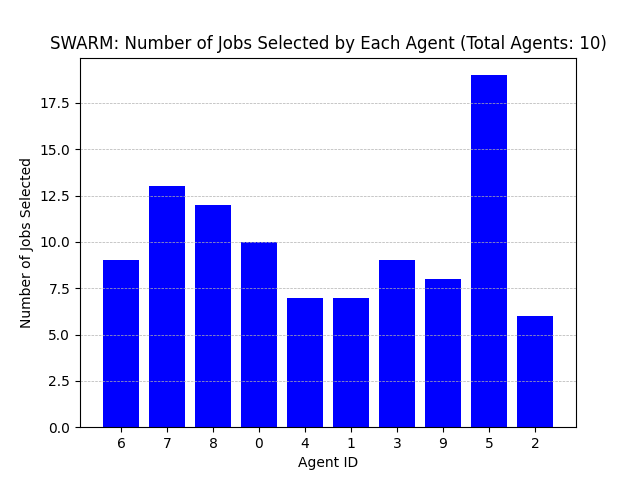 SWARM: Number of Jobs Selected by Each Agent (Total Agents: 10)
Number of Jobs Selected
17.5
15.0
12.5
10.0
7.5
5.0
2.5
0.0
6 7 8 0 4 1 3 9 5 2
Agent ID